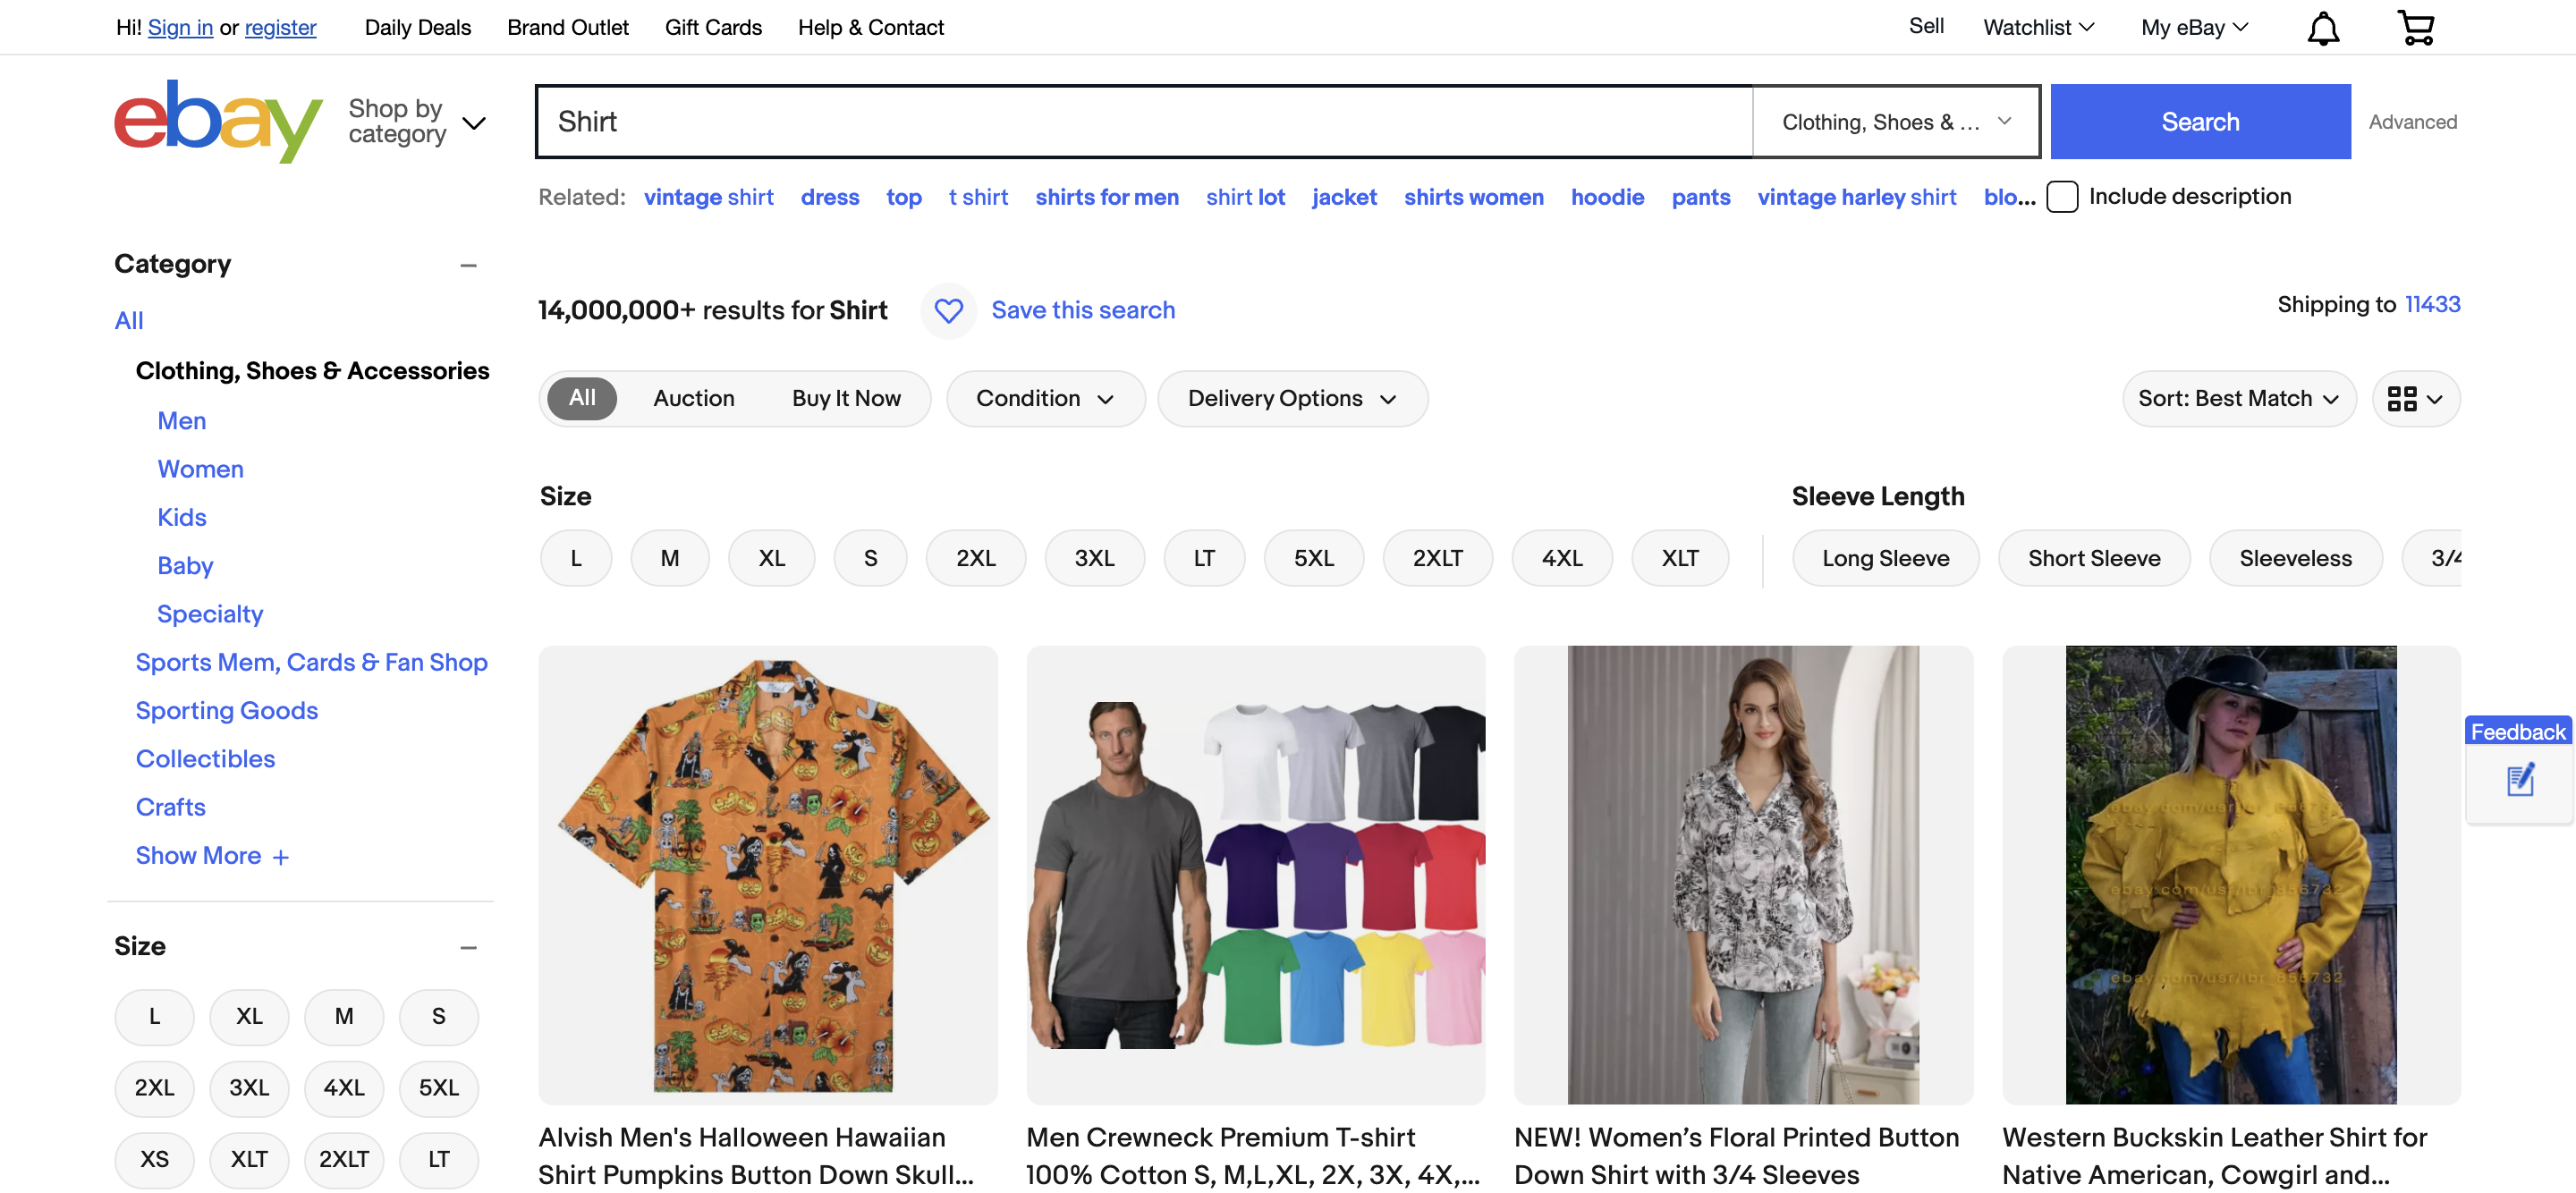 Hi! Sign in or register Daily Deals Brand Outlet Gift Cards Help & Contact Sell Watchlist My eBay
ebay
Shop by
category
Shirt
Clothing, Shoes & ...
Search
Advanced
Related: vintage shirt dress top t shirt shirts for men shirt lot jacket shirts women hoodie pants vintage harley shirt blo... Include description
Category
All
Clothing, Shoes & Accessories
Men
Women
Kids
Baby
Specialty
Sports Mem, Cards & Fan Shop
Sporting Goods
Collectibles
Crafts
Show More
Size
L XL M S
2XL 3XL 4XL 5XL
XS XLT 2XLT LT
14,000,000+ results for Shirt Save this search
Shipping to 11433
All Auction Buy It Now Condition Delivery Options Sort: Best Match
Size
L M XL S 2XL 3XL LT 5XL 2XLT 4XL XLT
Sleeve Length
Long Sleeve Short Sleeve Sleeveless 3/4
Feedback
Alvish Men's Halloween Hawaiian
Shirt Pumpkins Button Down Skull...
Men Crewneck Premium T-shirt
100% Cotton S, M,L,XL, 2X, 3X, 4X,...
NEW! Women’s Floral Printed Button
Down Shirt with 3/4 Sleeves
Western Buckskin Leather Shirt for
Native American, Cowgirl and...